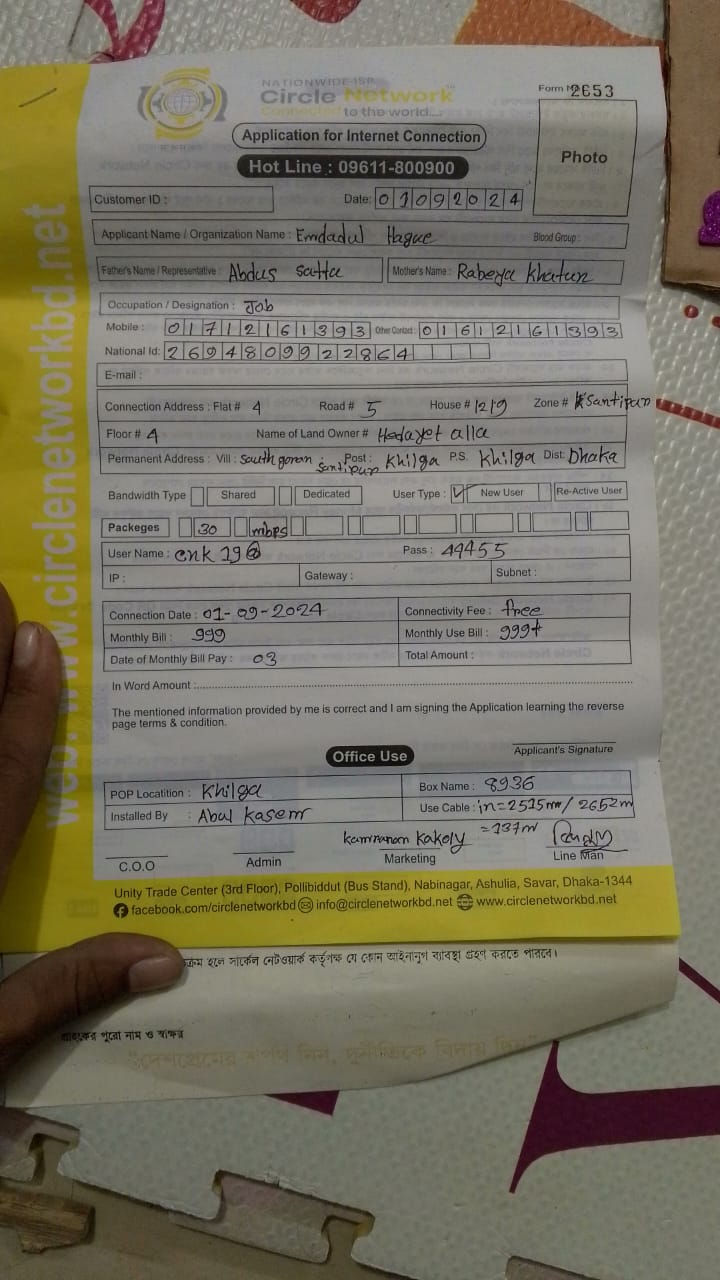 NATIONWIDE ISP
Circle Network
Connected to the world...
Form No 2653
Application for Internet Connection
Photo
Hot Line : 09611-800900
Customer ID :
Date: 01092024
Applicant Name / Organization Name : Emdadul Haque
Blood Group :
Father's Name / Representative : Abdus satta
Mother's Name : Rabeya khatun
Occupation / Designation : Job
Mobile : 01712161393 Other Contact : 01612161393
National Id: 2694809922864
E-mail :
Connection Address : Flat # 4 Road # 5 House # 1219 Zone # Santipur
Floor # 4 Name of Land Owner # Hedayet alla
Permanent Address : Vill : south goran santipur Post : Khilga P.S. Khilga Dist: Dhaka
Bandwidth Type Shared Dedicated User Type : ✓ New User Re-Active User
Packeges 30 mbps
User Name : cnk 196 Pass : 44455
IP : Gateway : Subnet :
Connection Date : 01-09-2024 Connectivity Fee : free
Monthly Bill : 999 Monthly Use Bill : 999+
Date of Monthly Bill Pay : 03 Total Amount :
In Word Amount :
The mentioned information provided by me is correct and I am signing the Application learning the reverse
page terms & condition.
Applicant's Signature
Office Use
POP Locatition : Khilga Box Name : 8936
Installed By : Abul Kasem Use Cable : in=2515m/2652m
=137m
kamranom kakoly
C.O.O Admin Marketing Line Man
Unity Trade Center (3rd Floor), Pollibiddut (Bus Stand), Nabinagar, Ashulia, Savar, Dhaka-1344
facebook.com/circlenetworkbd info@circlenetworkbd.net www.circlenetworkbd.net
web: www.circlenetworkbd.net
হলে সার্কেল নেটওয়ার্ক কর্তৃপক্ষ যে কোন আইনানুগ ব্যবস্থা গ্রহণ করতে পারবে।
গ্রাহকের পুরো নাম ও স্বাক্ষর
"দেশপ্রেমের শপথ নিন, দুর্নীতিকে বিদায় দিন"